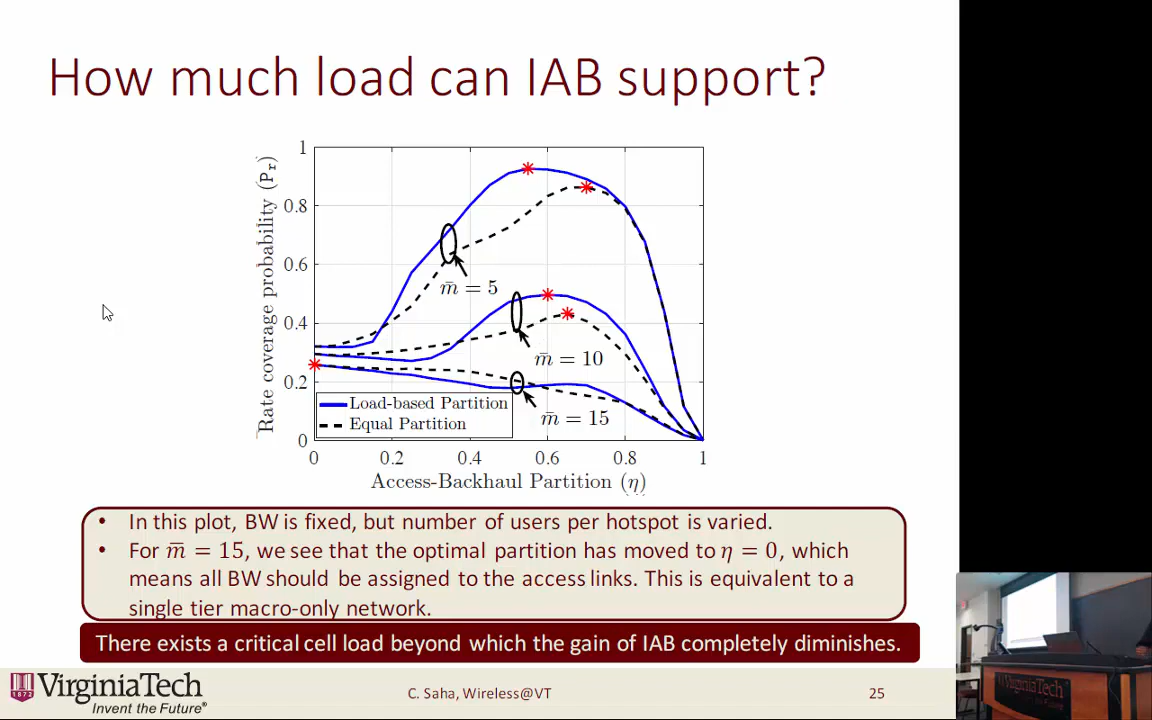 How much load can IAB support?
1
0.8
0.6
0.4
0.2
0
Rate coverage probability (Pr)
m̄ = 5
m̄ = 10
m̄ = 15
Load-based Partition
Equal Partition
0 0.2 0.4 0.6 0.8 1
Access-Backhaul Partition (η)
• In this plot, BW is fixed, but number of users per hotspot is varied.
• For m̄ = 15, we see that the optimal partition has moved to η = 0, which
means all BW should be assigned to the access links. This is equivalent to a
single tier macro-only network.
There exists a critical cell load beyond which the gain of IAB completely diminishes.
1872
VirginiaTech
Invent the Future®
C. Saha, Wireless@VT
25
VirginiaTech